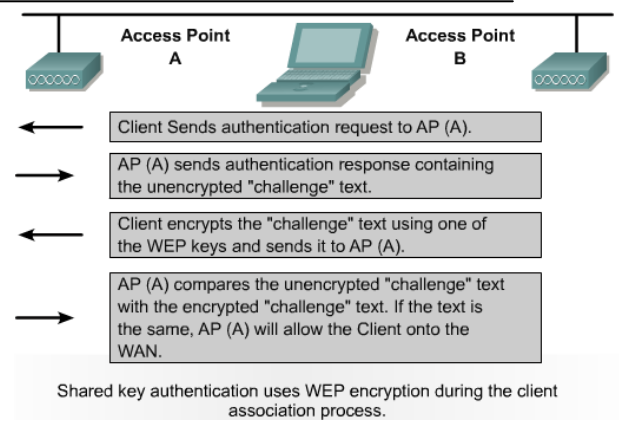 Access Point
A
Access Point
B
Client Sends authentication request to AP (A).
AP (A) sends authentication response containing
the unencrypted "challenge" text.
Client encrypts the "challenge" text using one of
the WEP keys and sends it to AP (A).
AP (A) compares the unencrypted "challenge" text
with the encrypted "challenge" text. If the text is
the same, AP (A) will allow the Client onto the
WAN.
Shared key authentication uses WEP encryption during the client
association process.